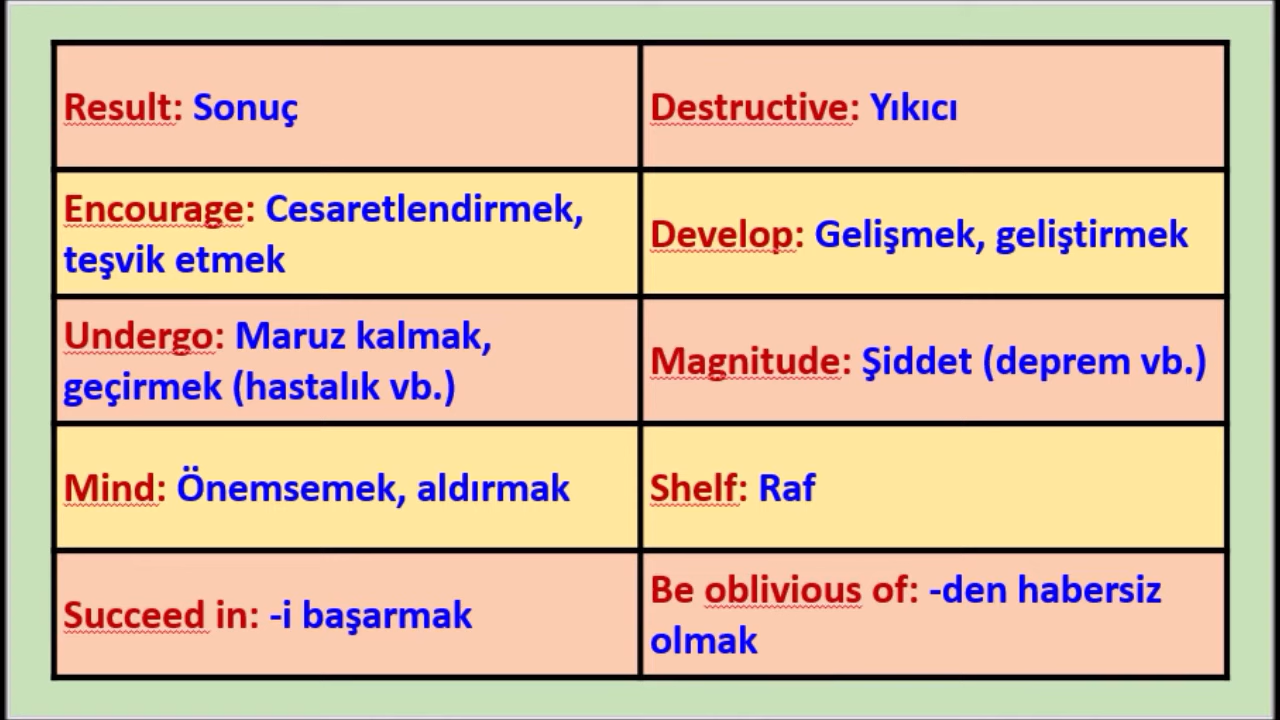 Result: Sonuç
Destructive: Yıkıcı
Encourage: Cesaretlendirmek,
teşvik etmek
Develop: Gelişmek, geliştirmek
Undergo: Maruz kalmak,
geçirmek (hastalık vb.)
Magnitude: Şiddet (deprem vb.)
Mind: Önemsemek, aldırmak
Shelf: Raf
Succeed in: -i başarmak
Be oblivious of: -den habersiz
olmak